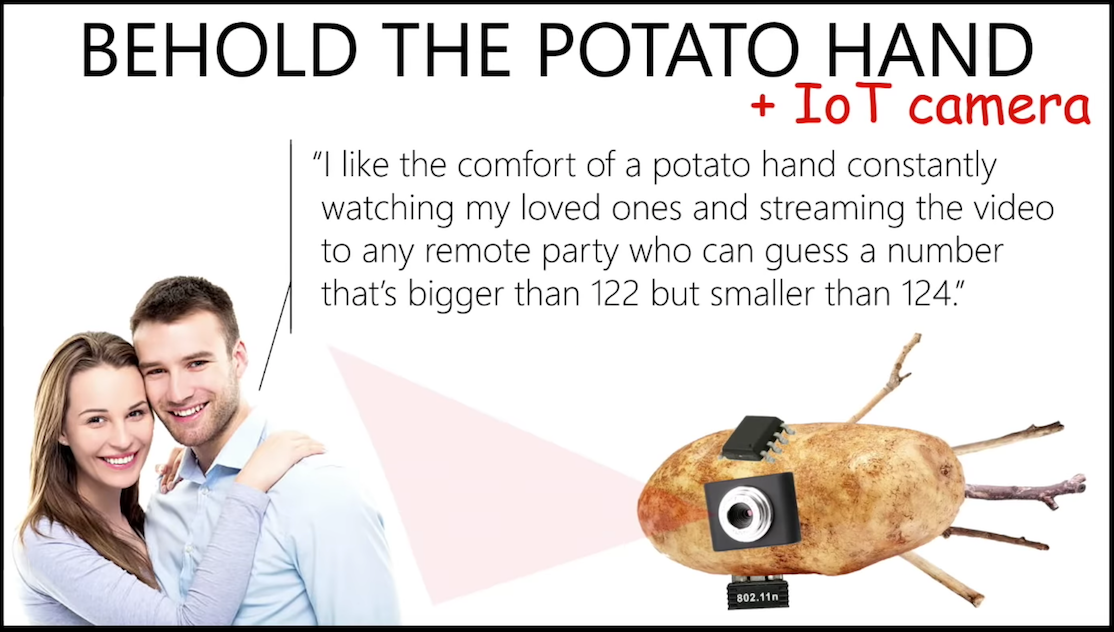 BEHOLD THE POTATO HAND
+ IoT camera
“I like the comfort of a potato hand constantly
watching my loved ones and streaming the video
to any remote party who can guess a number
that’s bigger than 122 but smaller than 124.”
802.11n